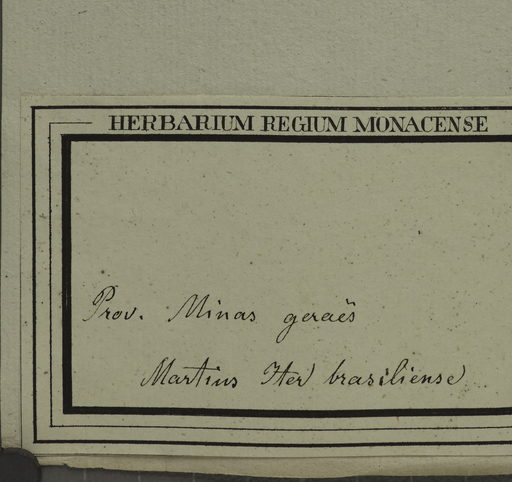 HERBARIUM REGIUM MONACENSE
Prov. Minas geraës
Martius Iter brasiliense